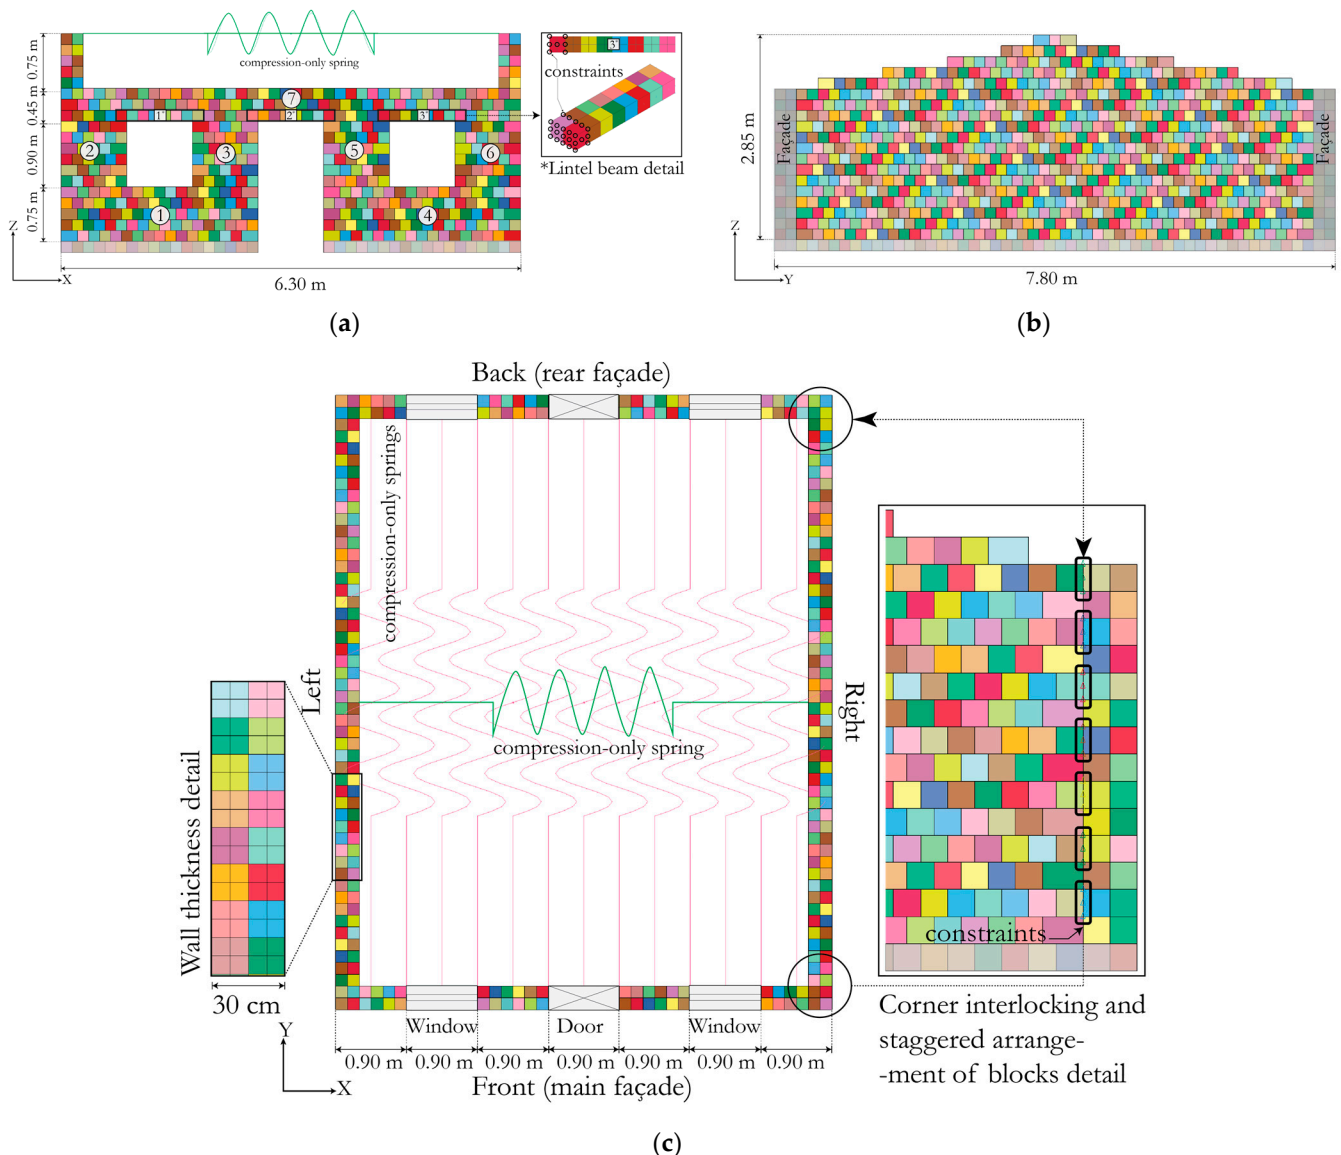 0.75 m
0.45 m
0.90 m
0.75 m
Z
X
compression-only spring
7
1*
2*
3*
2
3
5
6
1
4
6.30 m
3*
constraints
*Lintel beam detail
(a)
2.85 m
Façade
Façade
Z
Y
7.80 m
(b)
Back (rear façade)
compression-only springs
Left
Right
compression-only spring
Wall thickness detail
30 cm
Y
X
Window
Door
Window
0.90 m
0.90 m
0.90 m
0.90 m
0.90 m
0.90 m
0.90 m
Front (main façade)
constraints
Corner interlocking and
staggered arrange-
-ment of blocks detail
(c)